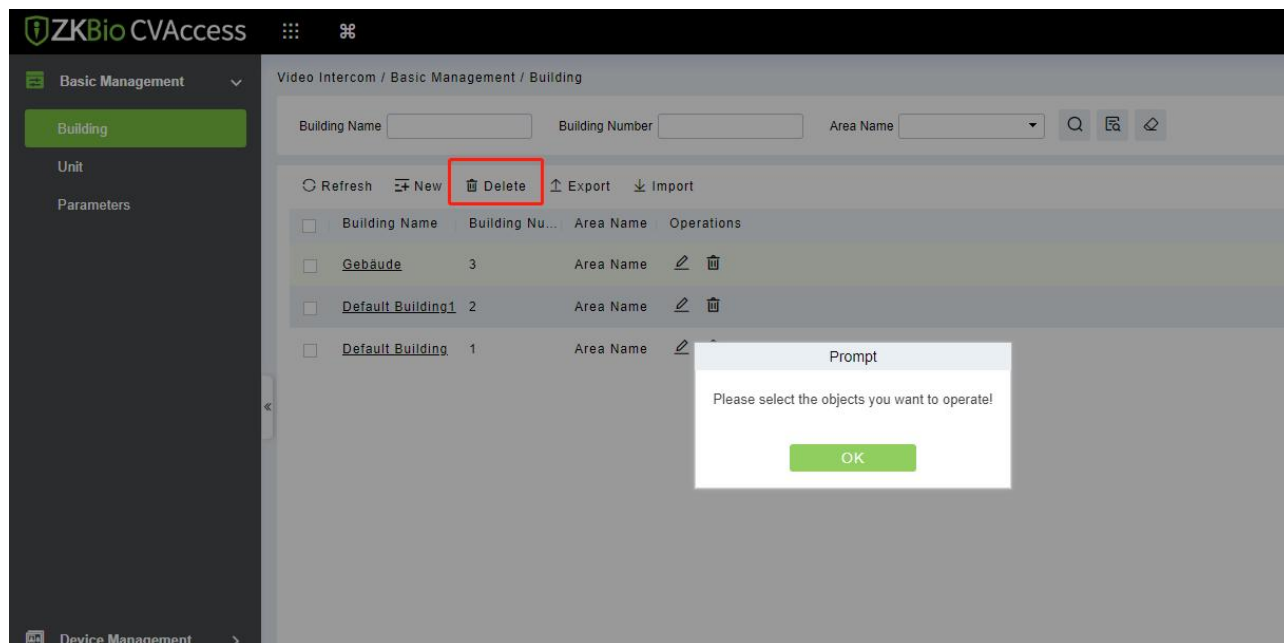 ZKBio CVAccess
Basic Management
Building
Unit
Parameters
Device Management
Video Intercom / Basic Management / Building
Building Name Building Number Area Name
Refresh New Delete Export Import
Building Name Building Nu... Area Name Operations
Gebäude 3 Area Name
Default Building1 2 Area Name
Default Building 1 Area Name
Prompt
Please select the objects you want to operate!
OK